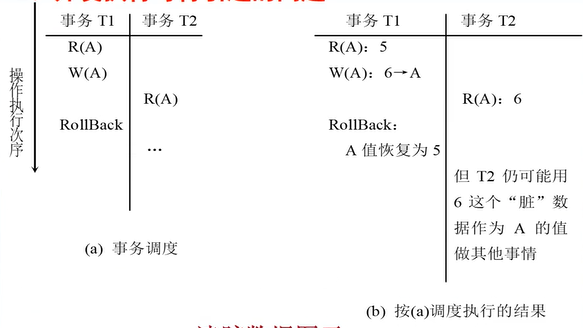 事务 T1 事务 T2
R(A)
W(A)
R(A)
RollBack
...
操作执行次序
(a) 事务调度
事务 T1 事务 T2
R(A): 5
W(A): 6→A
R(A): 6
RollBack:
A 值恢复为 5
但 T2 仍可能用
6 这个“脏”数
据作为 A 的值
做其他事情
(b) 按(a)调度执行的结果